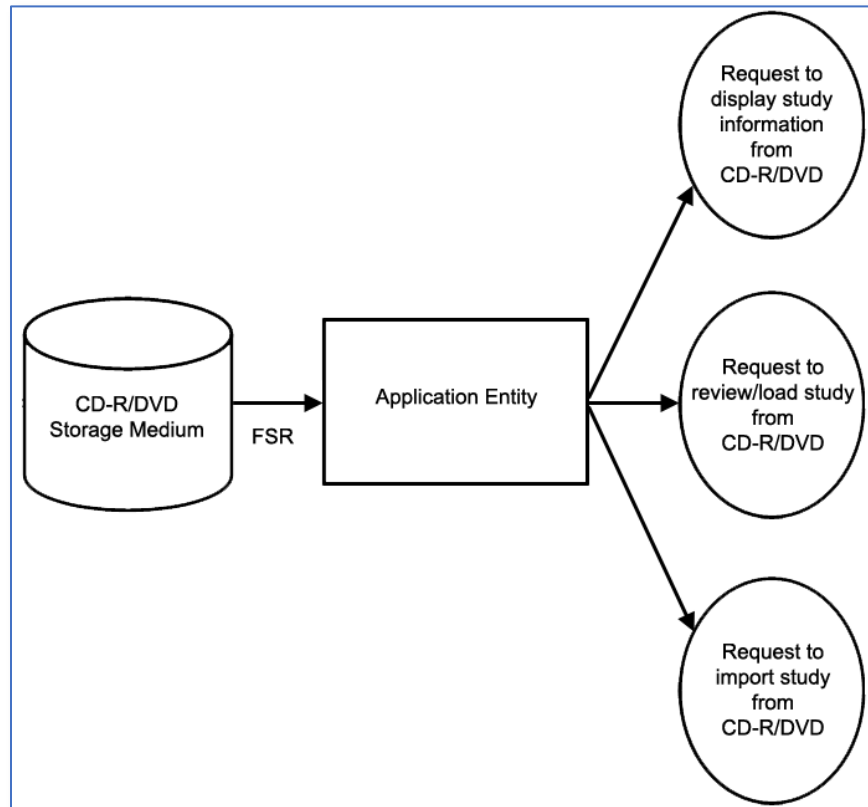 Request to
display study
information
from
CD-R/DVD
CD-R/DVD
Storage Medium
FSR
Application Entity
Request to
review/load study
from
CD-R/DVD
Request to
import study
from
CD-R/DVD